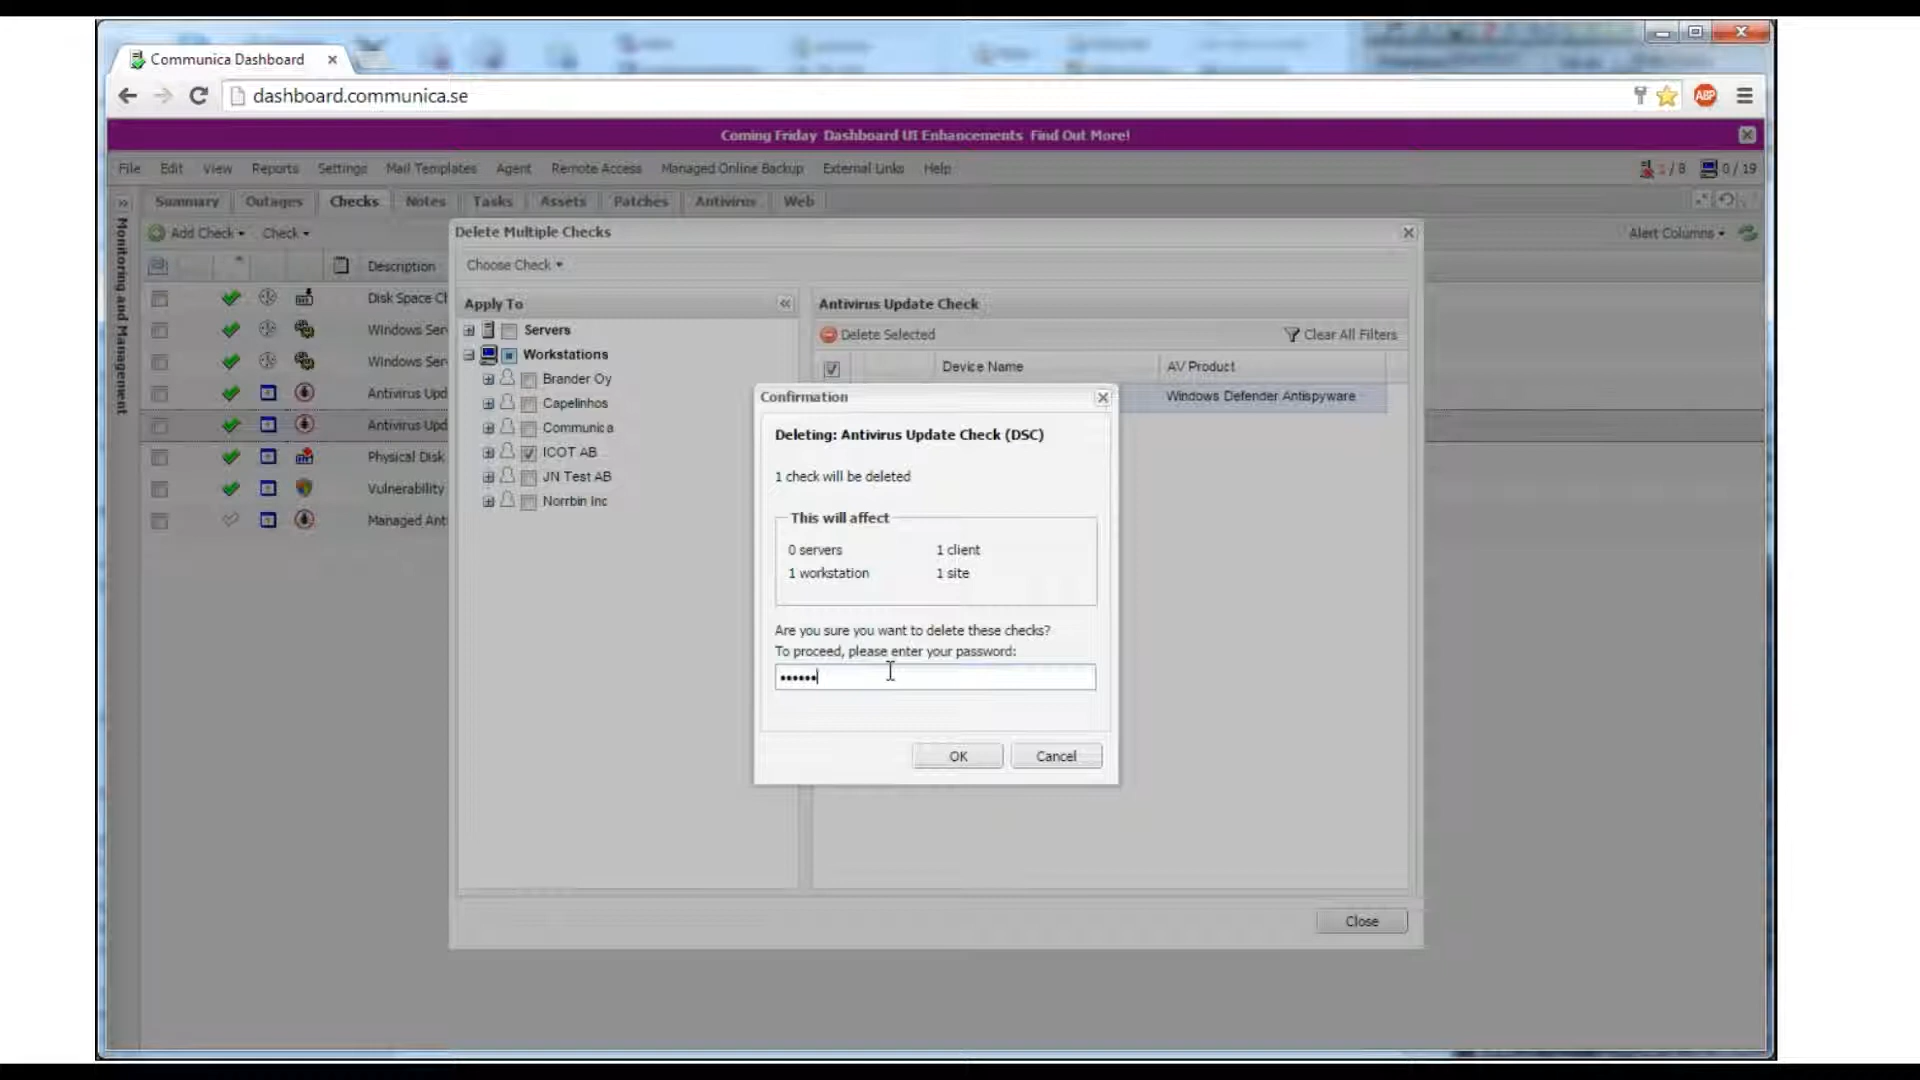 Communica Dashboard
dashboard.communica.se
ABP
Coming Friday Dashboard UI Enhancements Find Out More!
File Edit View Reports Settings Mail Templates Agent Remote Access Managed Online Backup External Links Help
1 / 8 0 / 19
Summary Outages Checks Notes Tasks Assets Patches Antivirus Web
Monitoring and Management
Add Check Check
Alert Columns
Description
Disk Space Ch
Windows Ser
Windows Ser
Antivirus Upd
Antivirus Upd
Physical Disk
Vulnerability
Managed Ant
Delete Multiple Checks
Choose Check
Apply To
Servers
Workstations
Brander Oy
Capelinhos
Communica
ICOT AB
JN Test AB
Norrbin Inc
Antivirus Update Check
Delete Selected Clear All Filters
Device Name AV Product
Windows Defender Antispyware
Confirmation
Deleting: Antivirus Update Check (DSC)
1 check will be deleted
This will affect
0 servers 1 client
1 workstation 1 site
Are you sure you want to delete these checks?
To proceed, please enter your password:
••••••
OK Cancel
Close